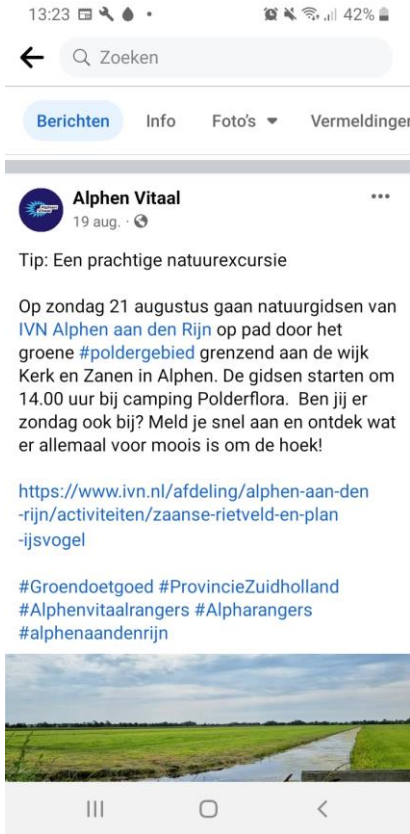 13:23 42%
Zoeken
Berichten Info Foto's Vermeldingen
Alphen Vitaal
19 aug. ·
Tip: Een prachtige natuurexcursie
Op zondag 21 augustus gaan natuurgidsen van
IVN Alphen aan den Rijn op pad door het
groene #poldergebied grenzend aan de wijk
Kerk en Zanen in Alphen. De gidsen starten om
14.00 uur bij camping Polderflora. Ben jij er
zondag ook bij? Meld je snel aan en ontdek wat
er allemaal voor moois is om de hoek!
https://www.ivn.nl/afdeling/alphen-aan-den
-rijn/activiteiten/zaanse-rietveld-en-plan
-ijsvogel
#Groendoetgoed #ProvincieZuidholland
#Alphenvitaalrangers #Alpharangers
#alphenaandenrijn